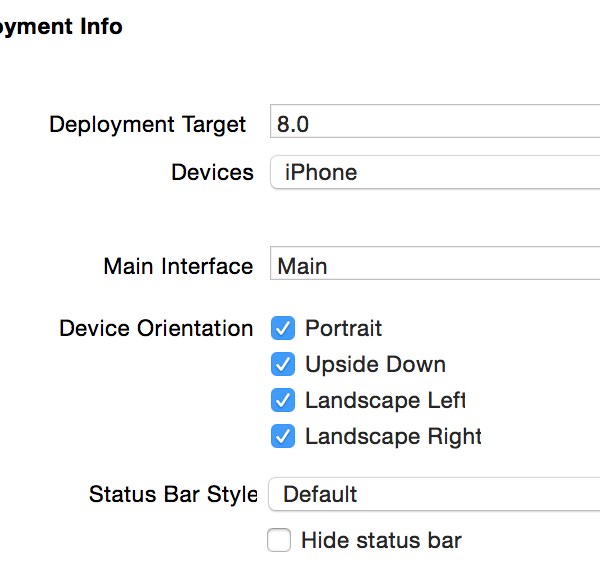 oyment Info
Deployment Target 8.0
Devices iPhone
Main Interface Main
Device Orientation Portrait
Upside Down
Landscape Left
Landscape Right
Status Bar Style Default
Hide status bar